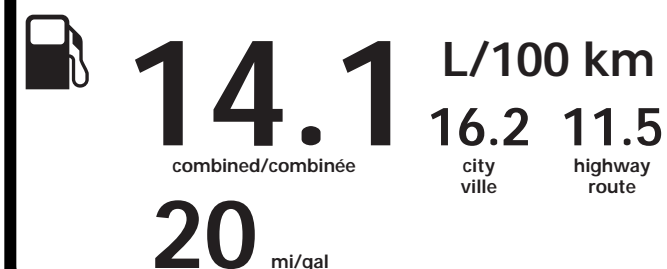 14.1
combined/combinée
L/100 km
16.2 11.5
city highway
ville route
20 mi/gal